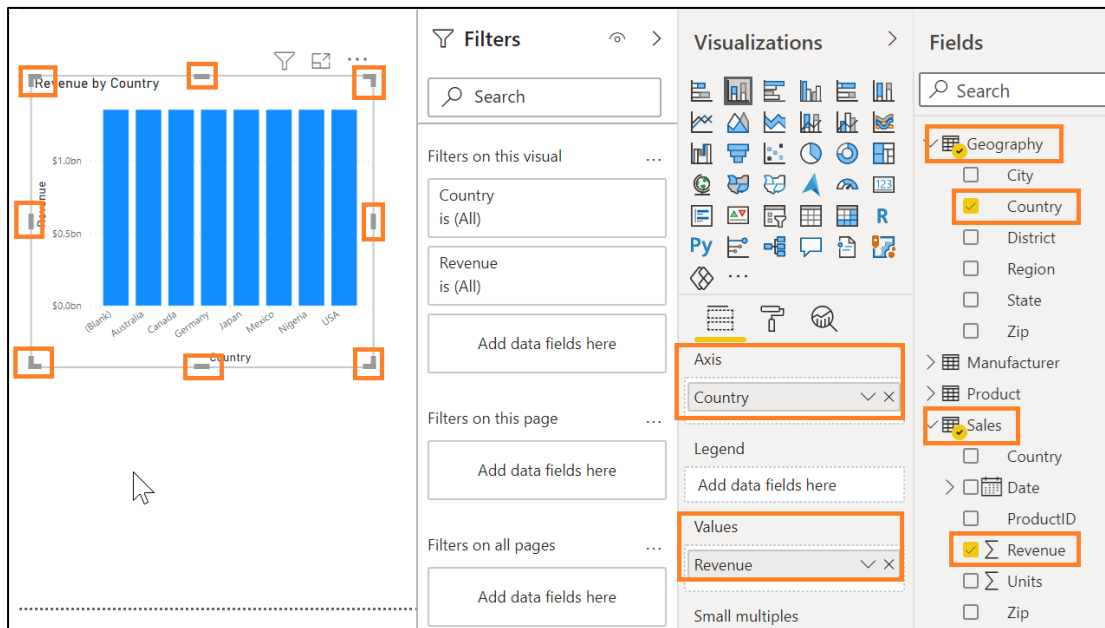 Revenue by Country
$1.0bn
$0.5bn
$0.0bn
Revenue
(Blank)
Australia
Canada
Germany
Japan
Mexico
Nigeria
USA
Country
Filters
Search
Filters on this visual
...
Country
is (All)
Revenue
is (All)
Add data fields here
Filters on this page
...
Add data fields here
Filters on all pages
...
Add data fields here
Visualizations
123
R
Py
...
Axis
Country
Legend
Add data fields here
Values
Revenue
Small multiples
Fields
Search
Geography
City
Country
District
Region
State
Zip
Manufacturer
Product
Sales
Country
Date
ProductID
Σ Revenue
Σ Units
Zip